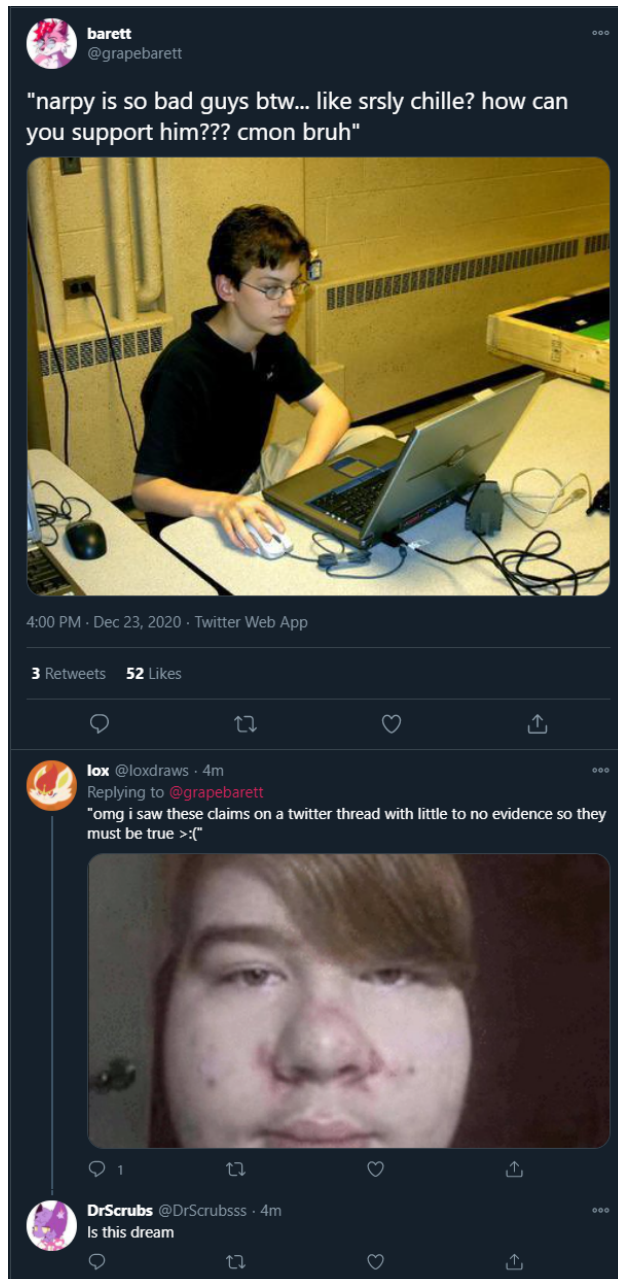 barett
@grapebarett
"narpy is so bad guys btw... like srsly chille? how can
you support him??? cmon bruh"
4:00 PM · Dec 23, 2020 · Twitter Web App
3 Retweets 52 Likes
lox @loxdraws · 4m
Replying to @grapebarett
"omg i saw these claims on a twitter thread with little to no evidence so they
must be true >:("
1
DrScrubs @DrScrubsss · 4m
Is this dream